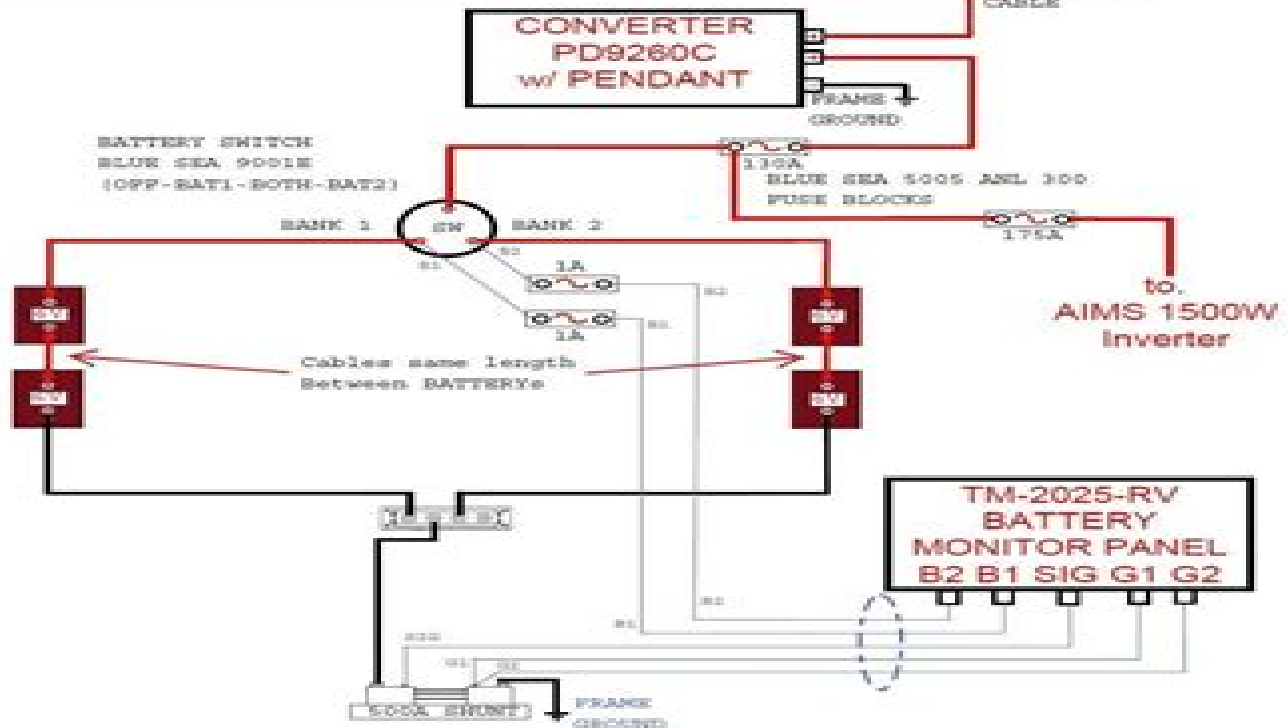 CABLE
CONVERTER
PD9260C
w/ PENDANT
FRAME
GROUND
BATTERY SWITCH
BLUE SEA 9001E
(OFF-BAT1-BOTH-BAT2)
110A
BLUE SEA 5005 ANL 300
FUSE BLOCKS
175A
BANK 1
SW
BANK 2
B1
B2
1A
1A
B2
B1
6V
6V
to.
AIMS 1500W
Inverter
Cables same length
Between BATTERYs
6V
6V
TM-2025-RV
BATTERY
MONITOR PANEL
B2 B1 SIG G1 G2
B2
B1
SIG
G1
G2
500A SHUNT
FRAME
GROUND